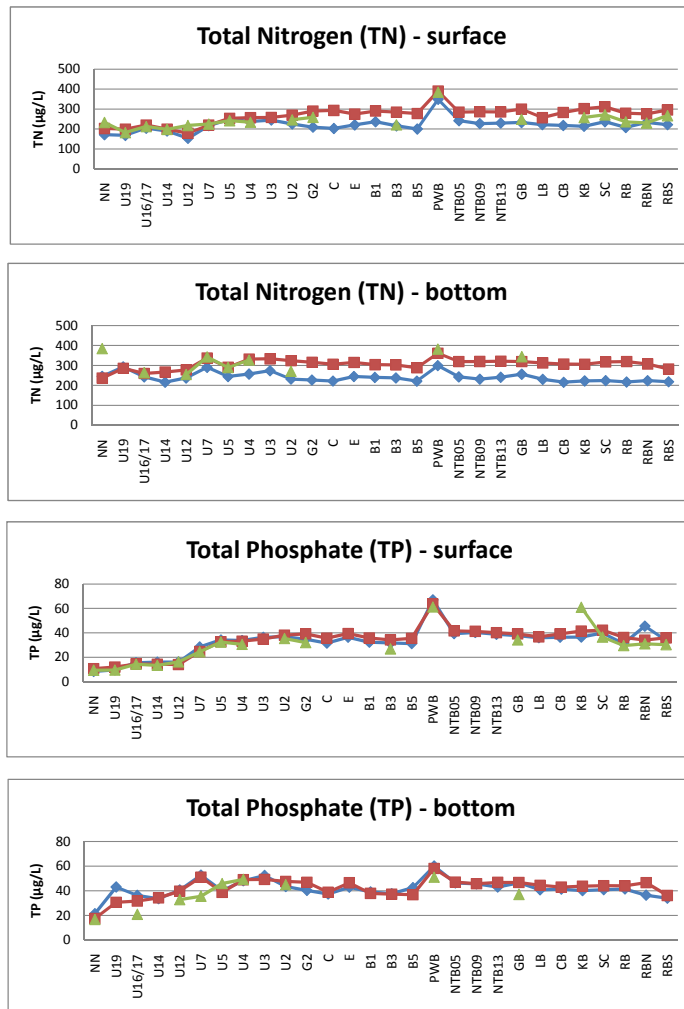 Total Nitrogen (TN) - surface
TN (µg/L)
500
400
300
200
100
0
NN U19 U16/17 U14 U12 U7 U5 U4 U3 U2 G2 C E B1 B3 B5 PWB NTB05 NTB09 NTB13 GB LB CB KB SC RB RBN RBS
Total Nitrogen (TN) - bottom
TN (µg/L)
500
400
300
200
100
0
NN U19 U16/17 U14 U12 U7 U5 U4 U3 U2 G2 C E B1 B3 B5 PWB NTB05 NTB09 NTB13 GB LB CB KB SC RB RBN RBS
Total Phosphate (TP) - surface
TP (µg/L)
80
60
40
20
0
NN U19 U16/17 U14 U12 U7 U5 U4 U3 U2 G2 C E B1 B3 B5 PWB NTB05 NTB09 NTB13 GB LB CB KB SC RB RBN RBS
Total Phosphate (TP) - bottom
TP (µg/L)
80
60
40
20
0
NN U19 U16/17 U14 U12 U7 U5 U4 U3 U2 G2 C E B1 B3 B5 PWB NTB05 NTB09 NTB13 GB LB CB KB SC RB RBN RBS